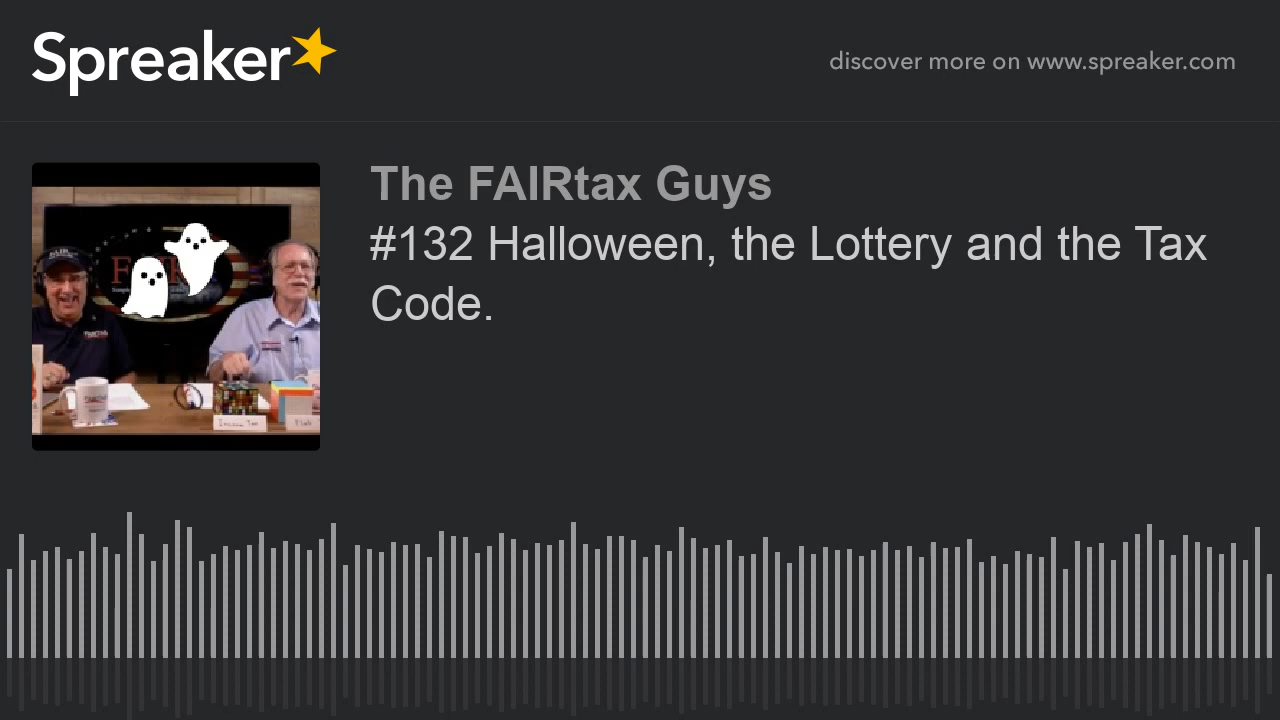 Spreaker
discover more on www.spreaker.com
The FAIRtax Guys
#132 Halloween, the Lottery and the Tax
Code.